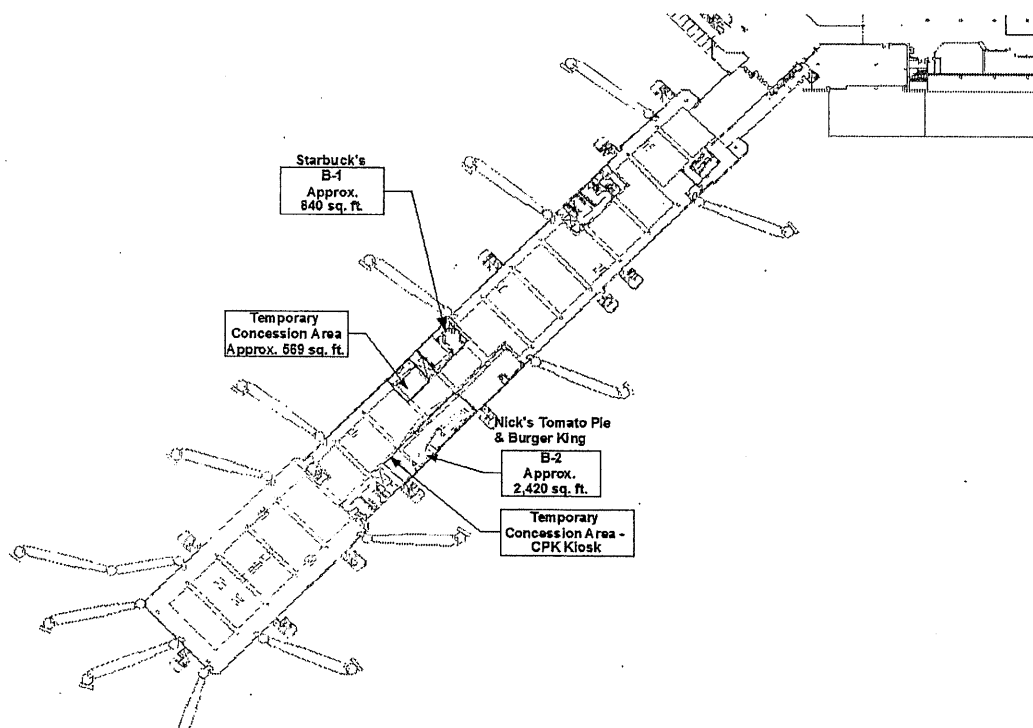 Starbuck's
B-1
Approx.
840 sq. ft.
Temporary
Concession Area
Approx. 569 sq. ft.
Nick's Tomato Pie
& Burger King
B-2
Approx.
2,420 sq. ft.
Temporary
Concession Area -
CPK Kiosk